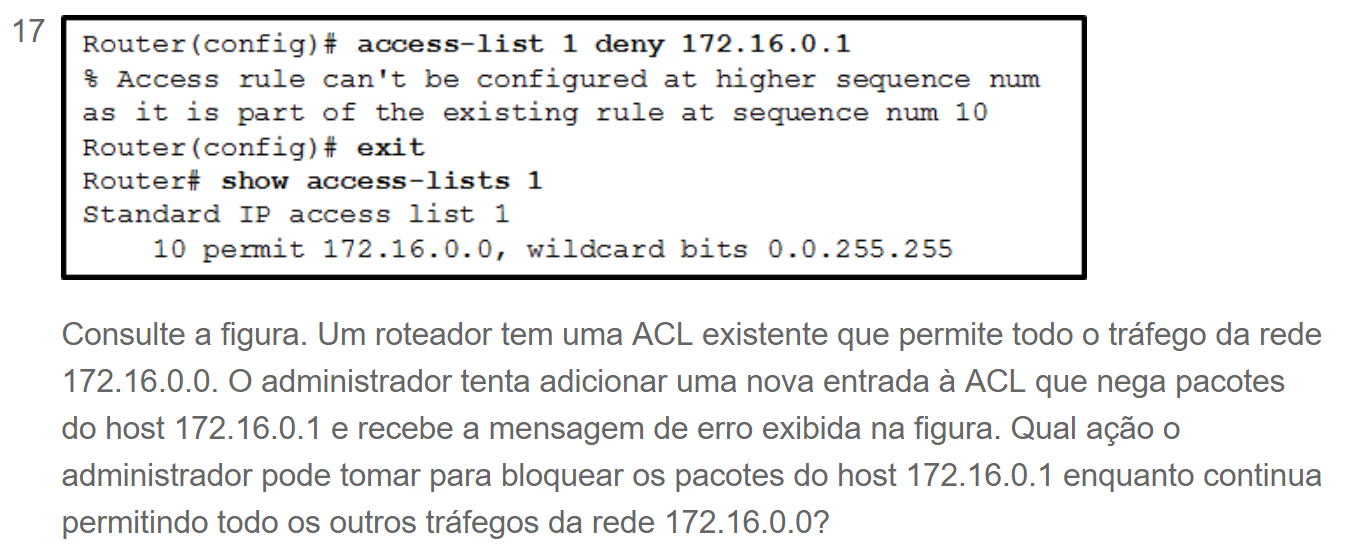 17
Router(config)# access-list 1 deny 172.16.0.1
% Access rule can't be configured at higher sequence num
as it is part of the existing rule at sequence num 10
Router(config)# exit
Router# show access-lists 1
Standard IP access list 1
10 permit 172.16.0.0, wildcard bits 0.0.255.255
Consulte a figura. Um roteador tem uma ACL existente que permite todo o tráfego da rede
172.16.0.0. O administrador tenta adicionar uma nova entrada à ACL que nega pacotes
do host 172.16.0.1 e recebe a mensagem de erro exibida na figura. Qual ação o
administrador pode tomar para bloquear os pacotes do host 172.16.0.1 enquanto continua
permitindo todo os outros tráfegos da rede 172.16.0.0?